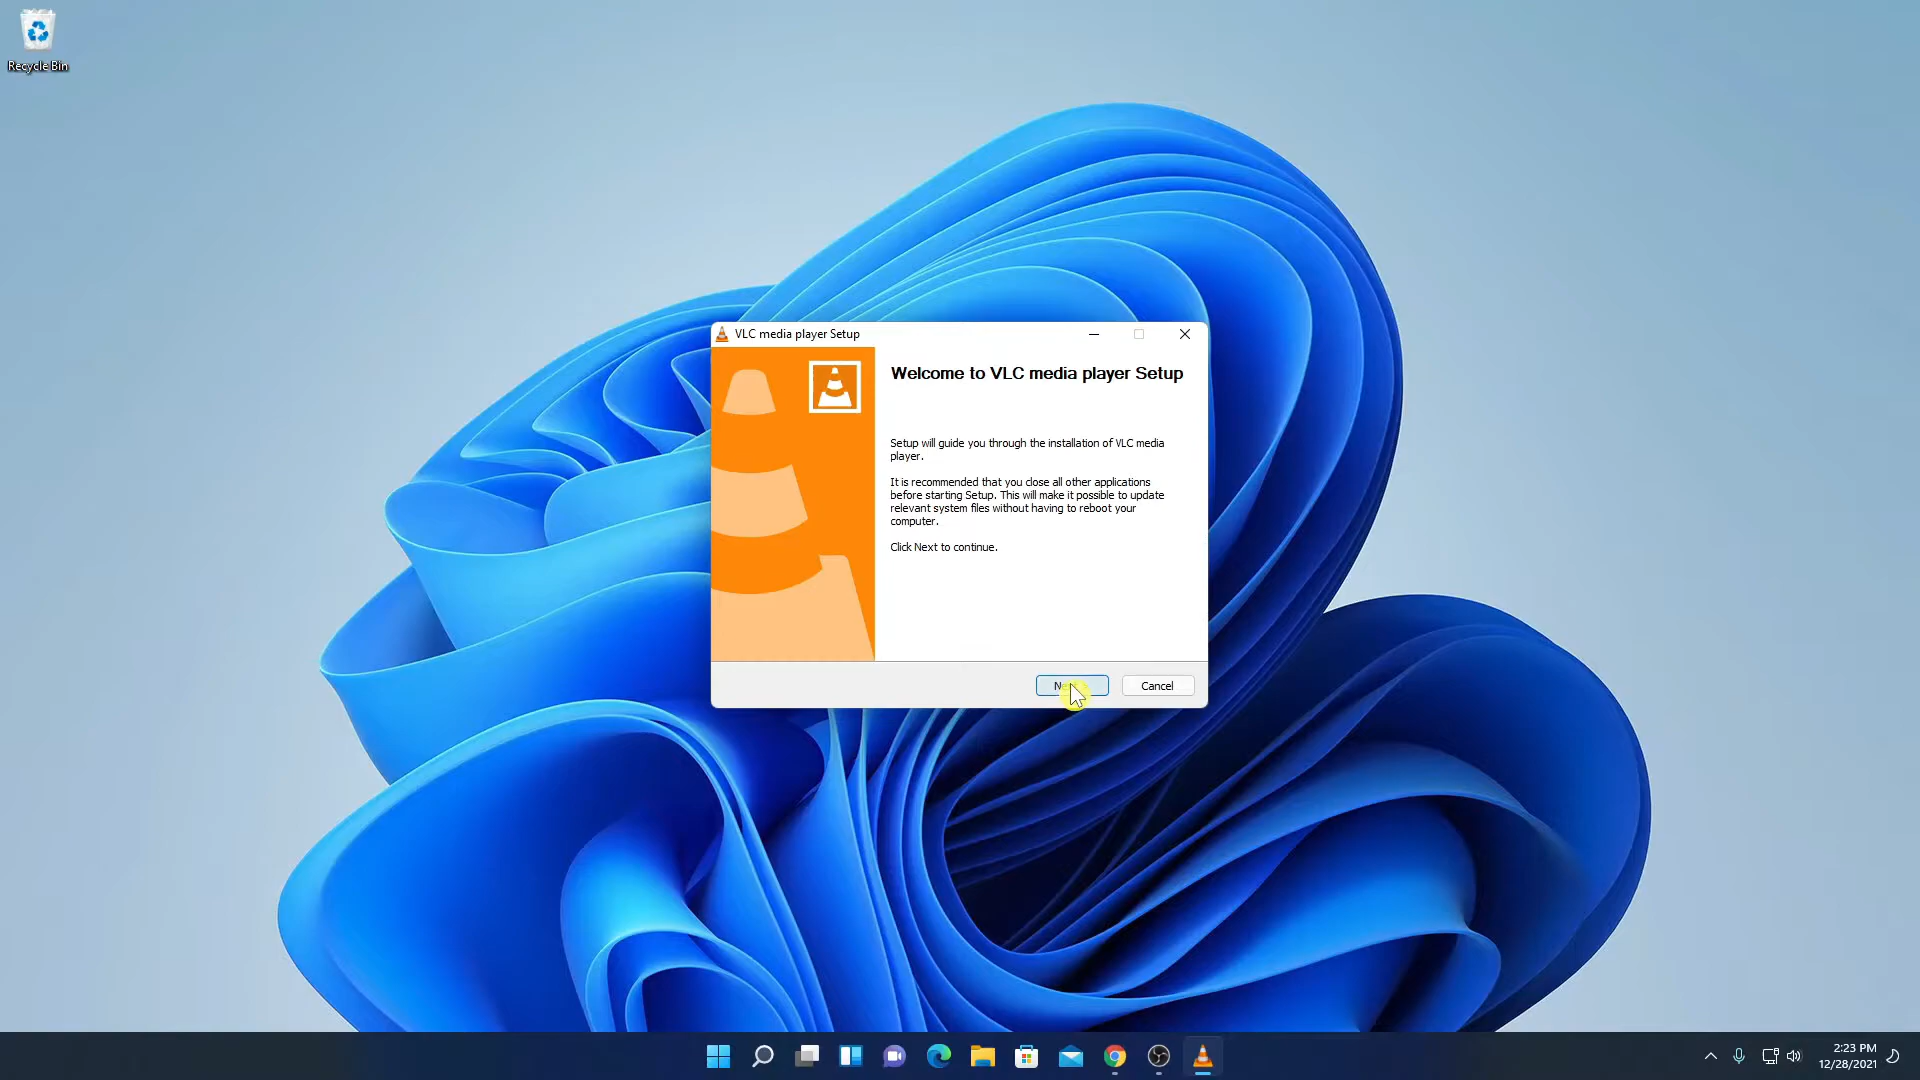 Recycle Bin
VLC media player Setup
Welcome to VLC media player Setup
Setup will guide you through the installation of VLC media
player.
It is recommended that you close all other applications
before starting Setup. This will make it possible to update
relevant system files without having to reboot your
computer.
Click Next to continue.
Cancel
2:23 PM
12/28/2021